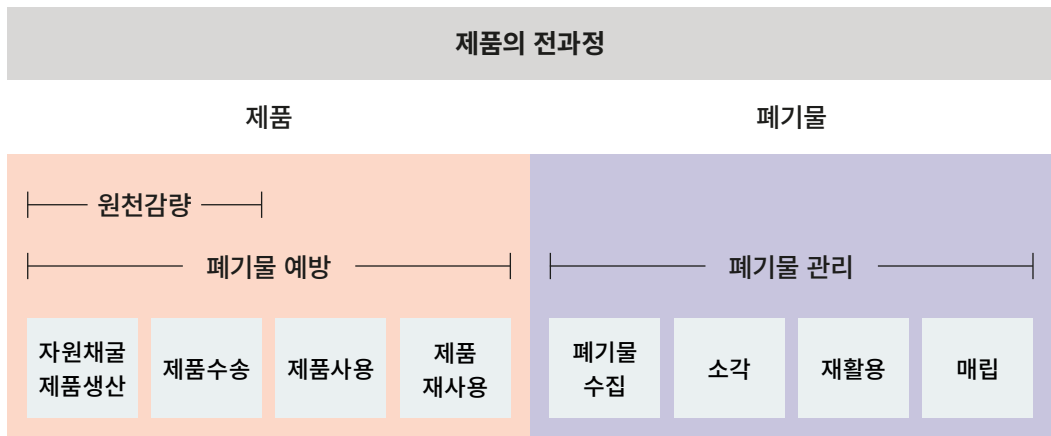 제품의 전과정
제품
폐기물
원천감량
폐기물 예방
폐기물 관리
자원채굴
제품생산
제품수송
제품사용
제품
재사용
폐기물
수집
소각
재활용
매립